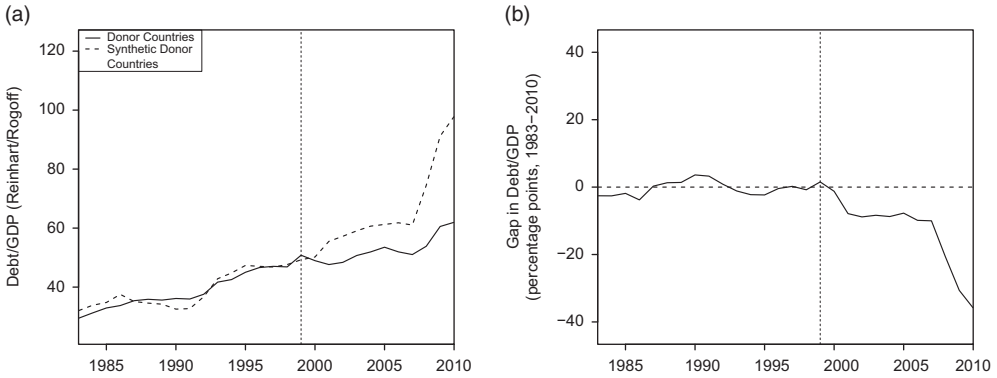 (a)
Donor Countries
Synthetic Donor
Countries
Debt/GDP (Reinhart/Rogoff)
120
100
80
60
40
1985 1990 1995 2000 2005 2010
(b)
Gap in Debt/GDP
(percentage points, 1983−2010)
40
20
0
−20
−40
1985 1990 1995 2000 2005 2010